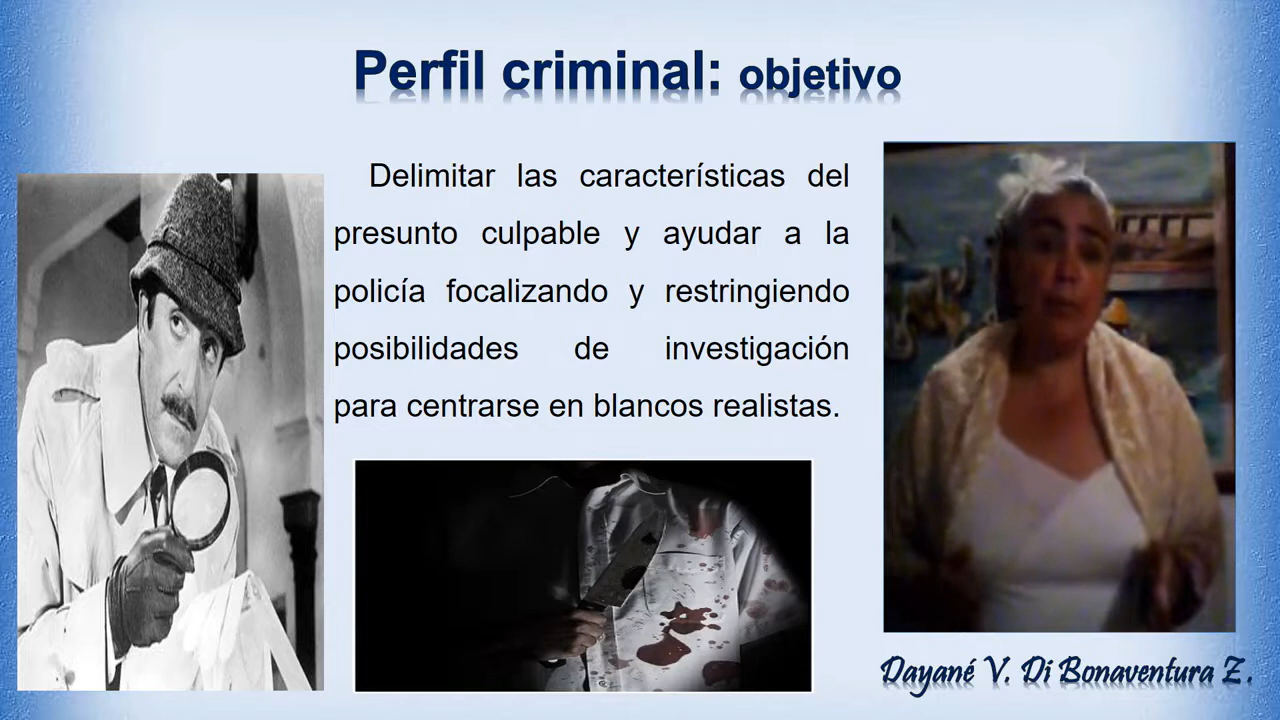 Perfil criminal: objetivo
Delimitar las características del
presunto culpable y ayudar a la
policía focalizando y restringiendo
posibilidades de investigación
para centrarse en blancos realistas.
Dayané V. Di Bonaventura Z.